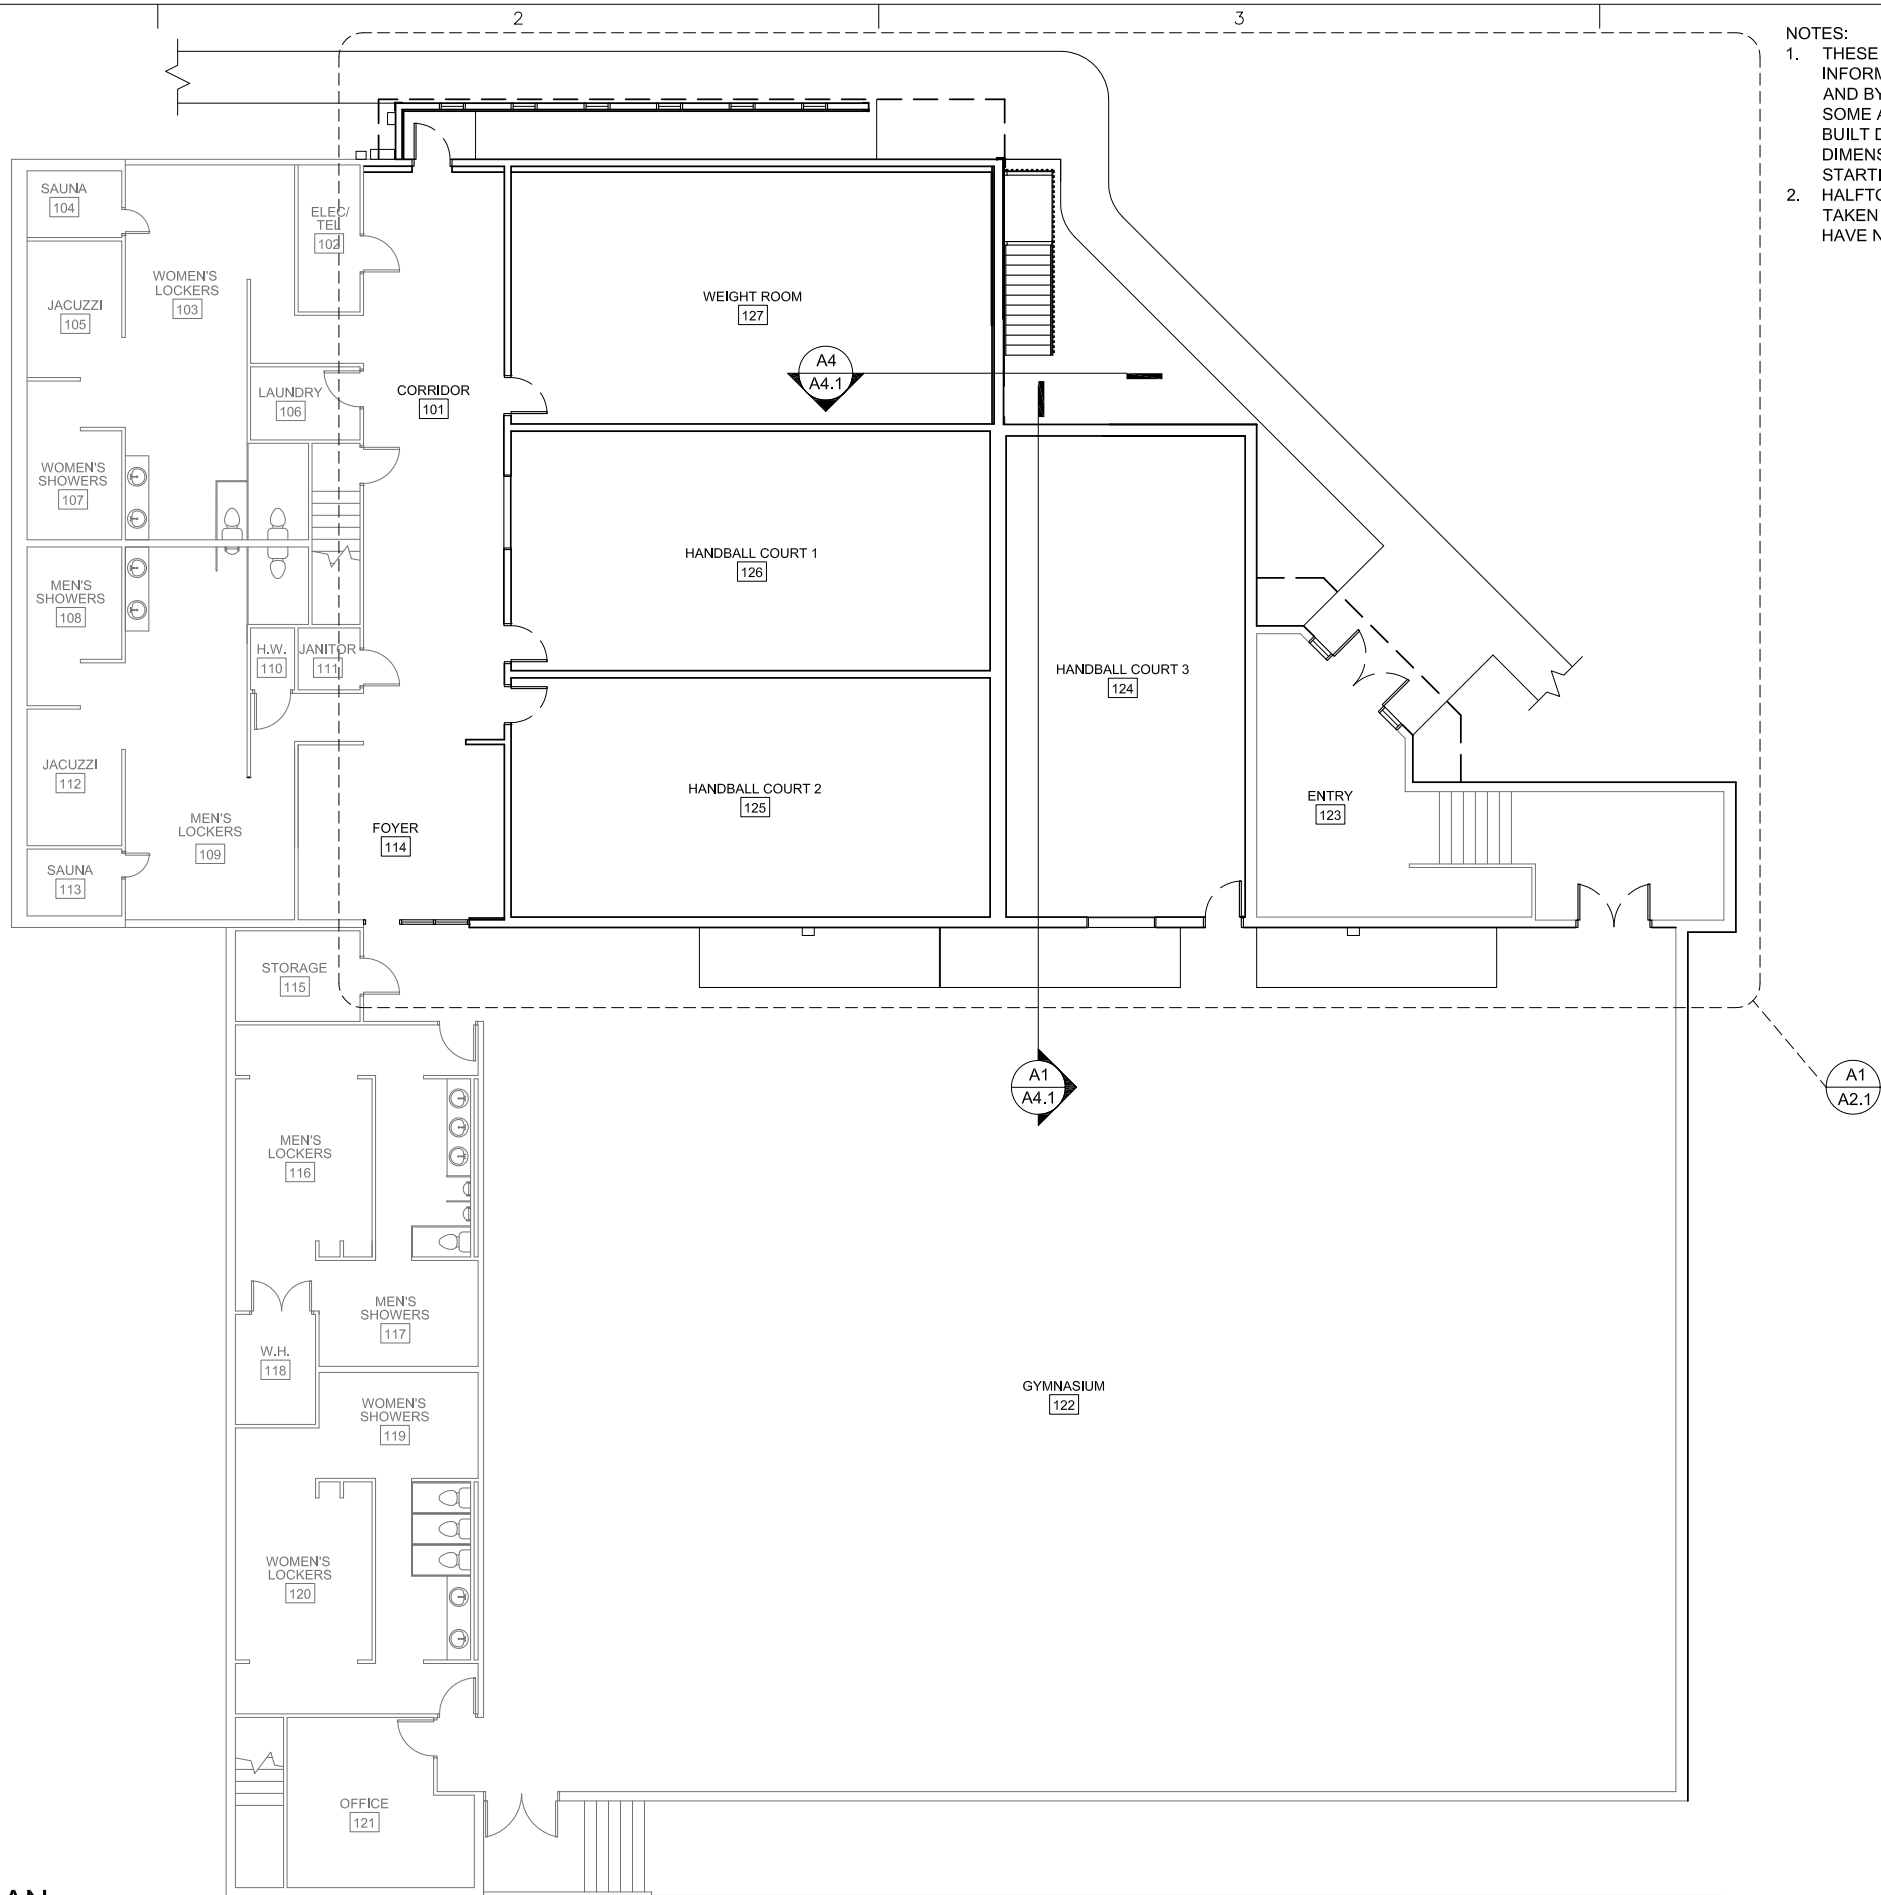 2
3
NOTES:
1. THESE
INFORM
AND BY
SOME A
BUILT D
DIMENS
STARTI
2. HALFTO
TAKEN
HAVE N
SAUNA
104
ELEC/
TEL
102
WOMEN'S
LOCKERS
103
JACUZZI
105
WEIGHT ROOM
127
A4
A4.1
LAUNDRY
106
CORRIDOR
101
WOMEN'S
SHOWERS
107
HANDBALL COURT 1
126
MEN'S
SHOWERS
108
H.W.
110
JANITOR
111
HANDBALL COURT 3
124
JACUZZI
112
HANDBALL COURT 2
125
ENTRY
123
MEN'S
LOCKERS
109
FOYER
114
SAUNA
113
STORAGE
115
A1
A4.1
A1
A2.1
MEN'S
LOCKERS
116
MEN'S
SHOWERS
117
W.H.
118
GYMNASIUM
122
WOMEN'S
SHOWERS
119
WOMEN'S
LOCKERS
120
OFFICE
121